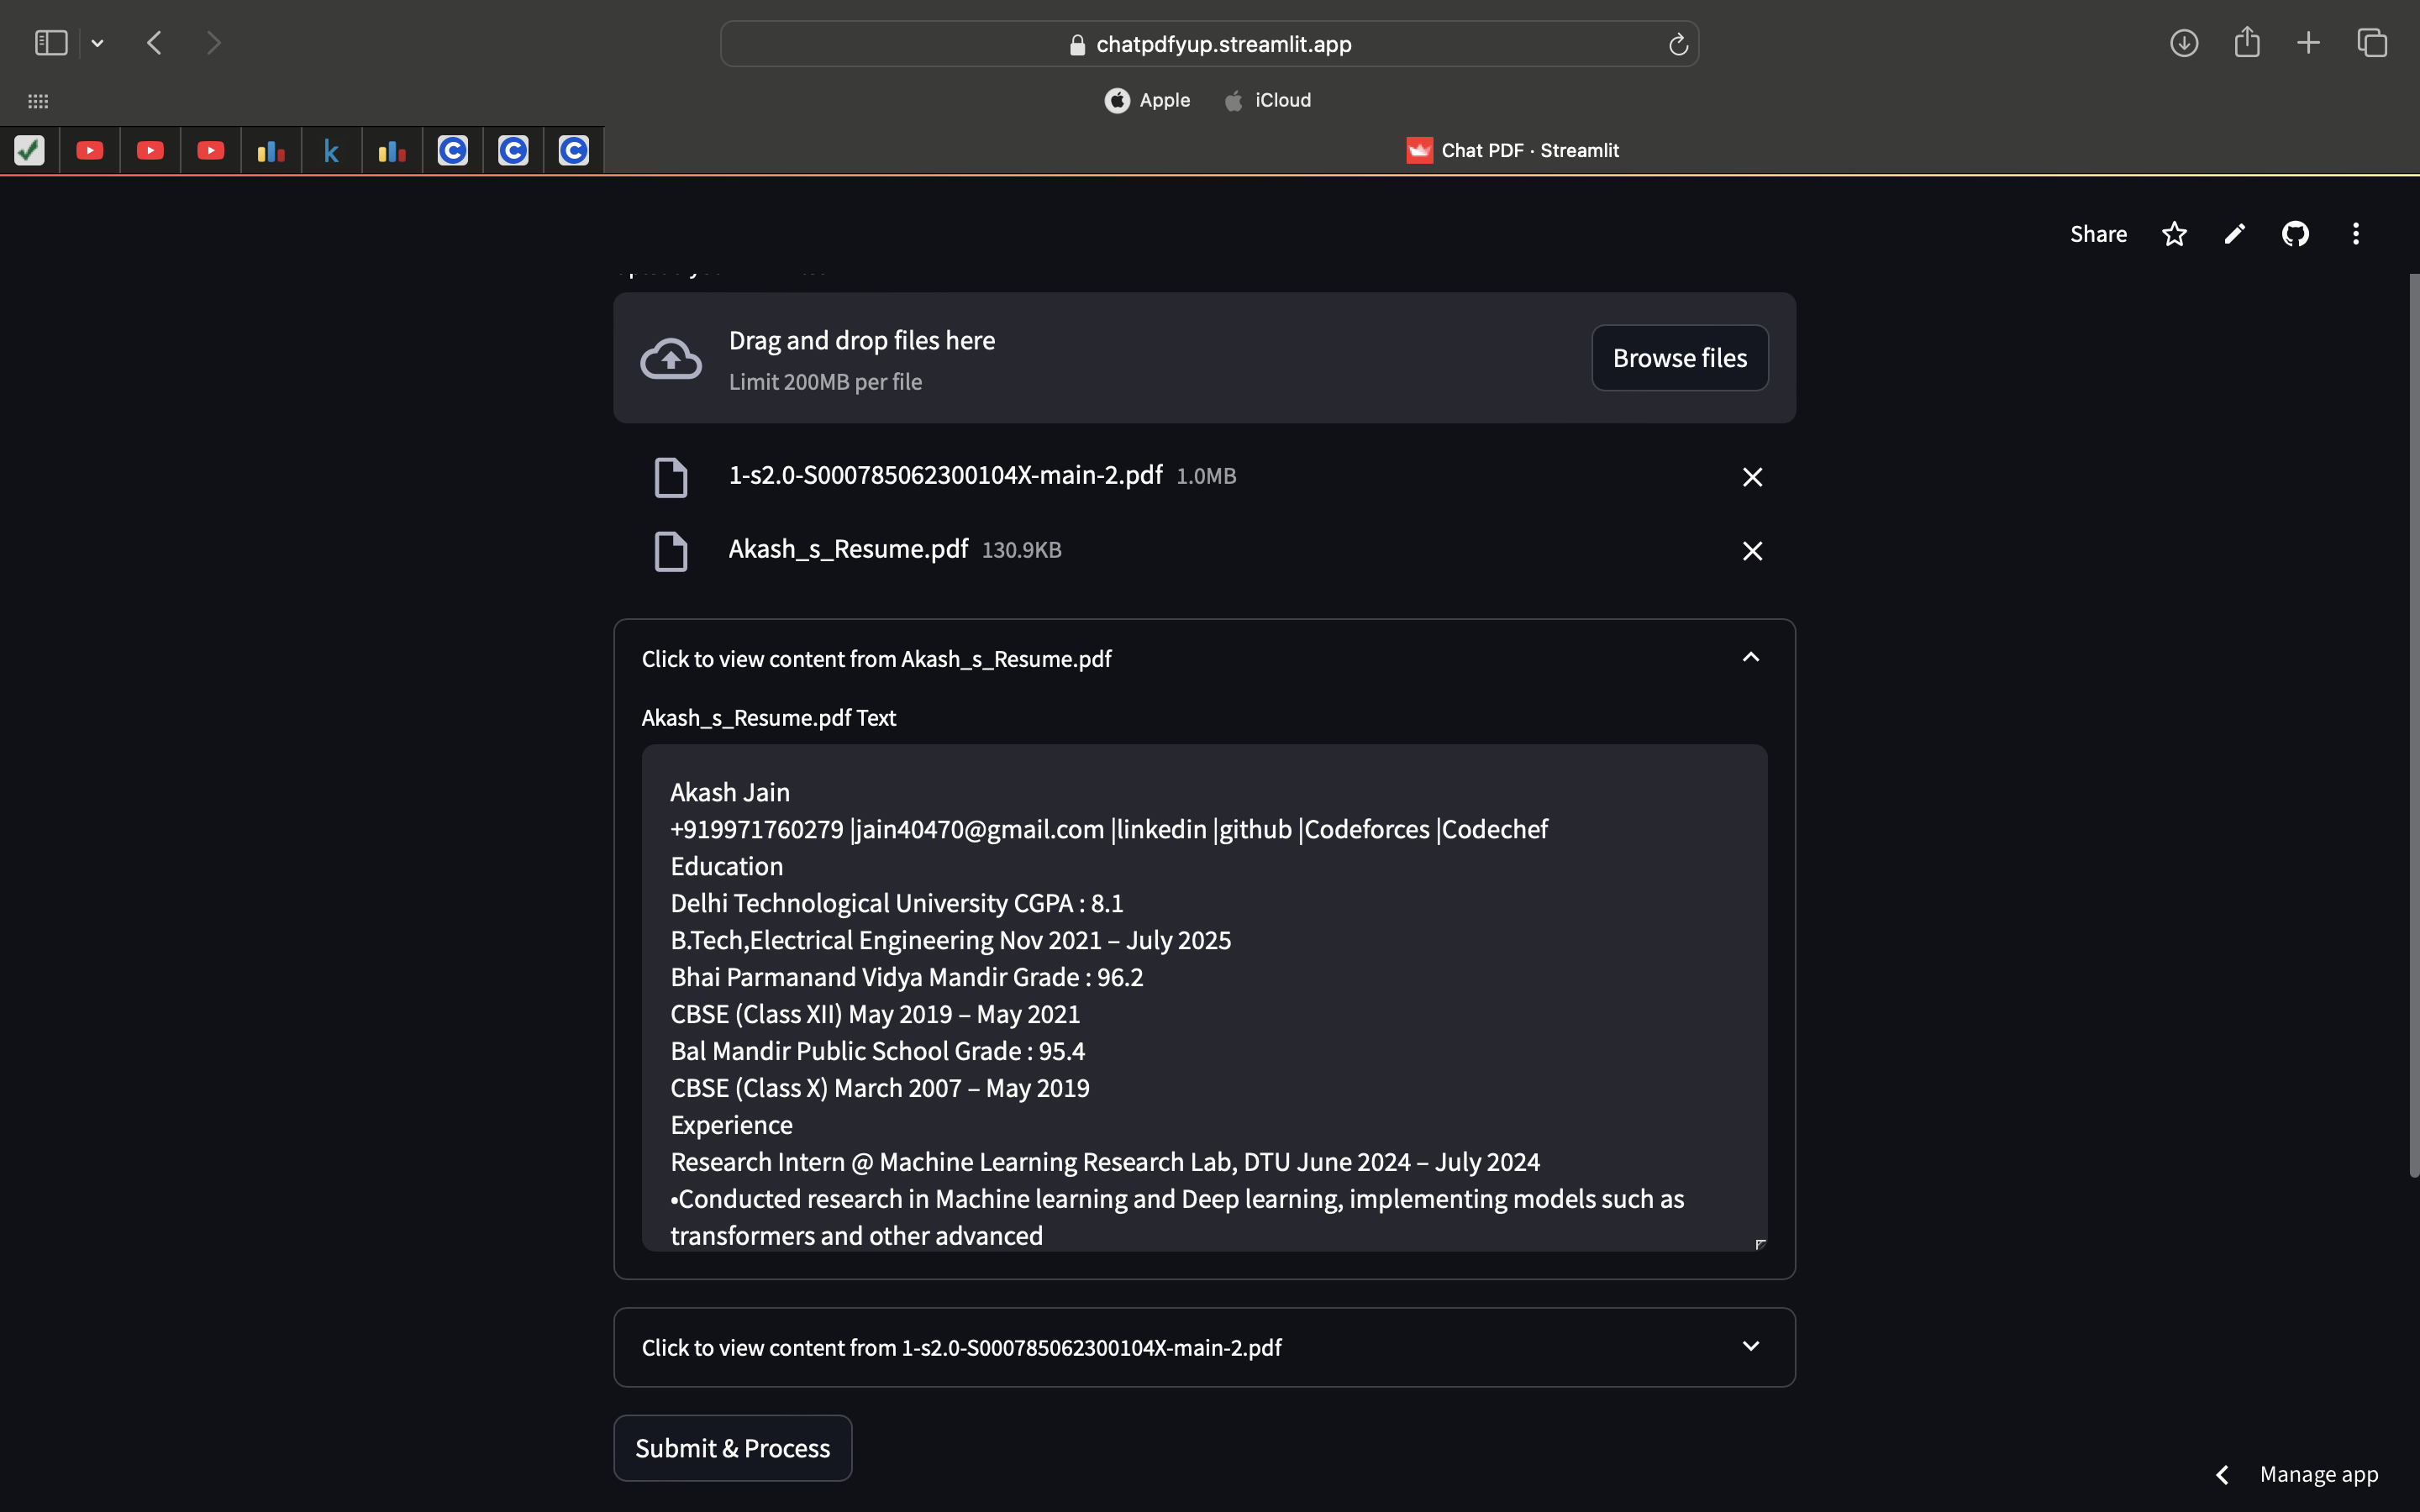 chatpdfyup.streamlit.app
Apple
iCloud
k
C
C
C
Chat PDF · Streamlit
Share
Drag and drop files here
Limit 200MB per file
Browse files
1-s2.0-S000785062300104X-main-2.pdf 1.0MB
Akash_s_Resume.pdf 130.9KB
Click to view content from Akash_s_Resume.pdf
Akash_s_Resume.pdf Text
Akash Jain
+919971760279 |jain40470@gmail.com |linkedin |github |Codeforces |Codechef
Education
Delhi Technological University CGPA : 8.1
B.Tech,Electrical Engineering Nov 2021 – July 2025
Bhai Parmanand Vidya Mandir Grade : 96.2
CBSE (Class XII) May 2019 – May 2021
Bal Mandir Public School Grade : 95.4
CBSE (Class X) March 2007 – May 2019
Experience
Research Intern @ Machine Learning Research Lab, DTU June 2024 – July 2024
•Conducted research in Machine learning and Deep learning, implementing models such as
transformers and other advanced
Click to view content from 1-s2.0-S000785062300104X-main-2.pdf
Submit & Process
Manage app